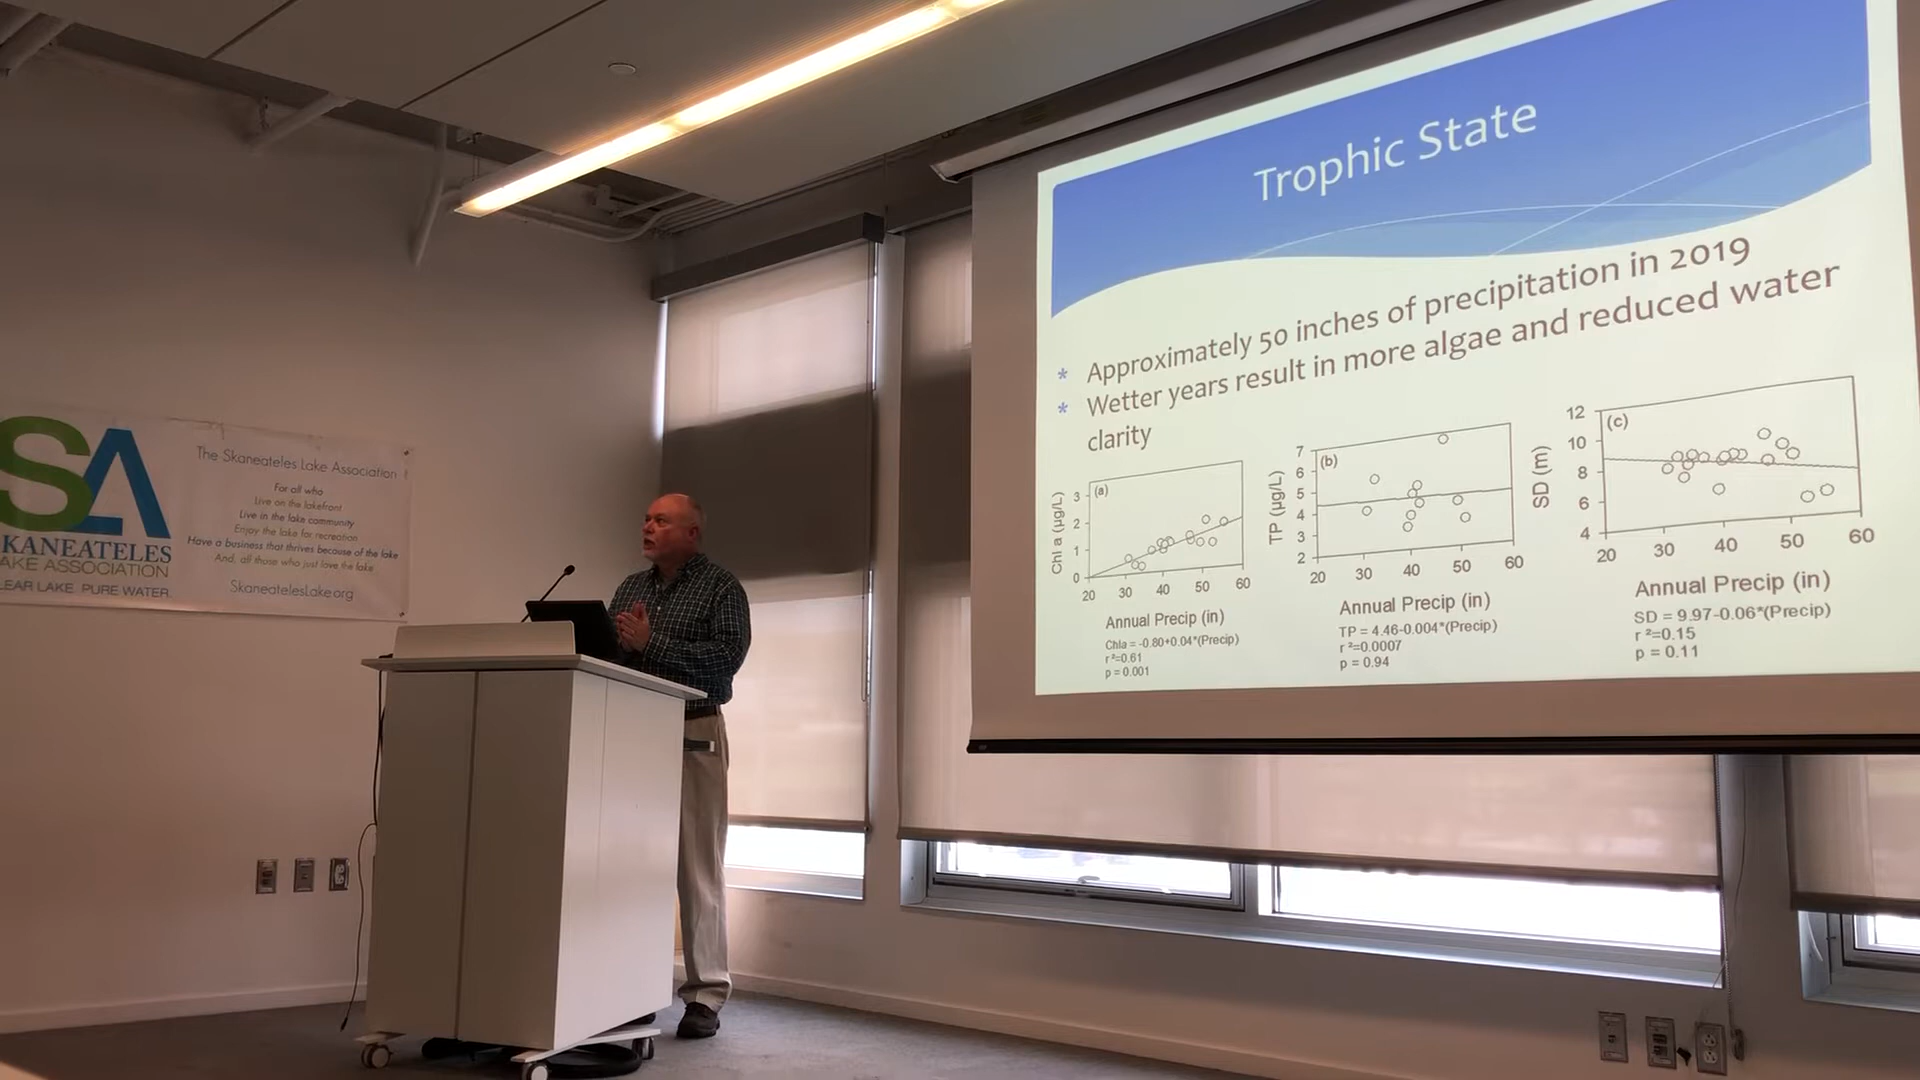 Trophic State
* Approximately 50 inches of precipitation in 2019
* Wetter years result in more algae and reduced water
clarity
(a)
Chl a (µg/L)
3
2
1
0
20 30 40 50 60
Annual Precip (in)
Chla = -0.80+0.04*(Precip)
r²=0.61
p = 0.001
(b)
TP (µg/L)
7
6
5
4
3
2
20 30 40 50 60
Annual Precip (in)
TP = 4.46-0.004*(Precip)
r²=0.0007
p = 0.94
(c)
SD (m)
12
10
8
6
4
20 30 40 50 60
Annual Precip (in)
SD = 9.97-0.06*(Precip)
r²=0.15
p = 0.11
SLA
KANEATELES
AKE ASSOCIATION
LEAR LAKE. PURE WATER.
The Skaneateles Lake Association
For all who
Live on the lakefront
Live in the lake community
Enjoy the lake for recreation
Have a business that thrives because of the lake
And, all those who just love the lake
SkaneatelesLake.org